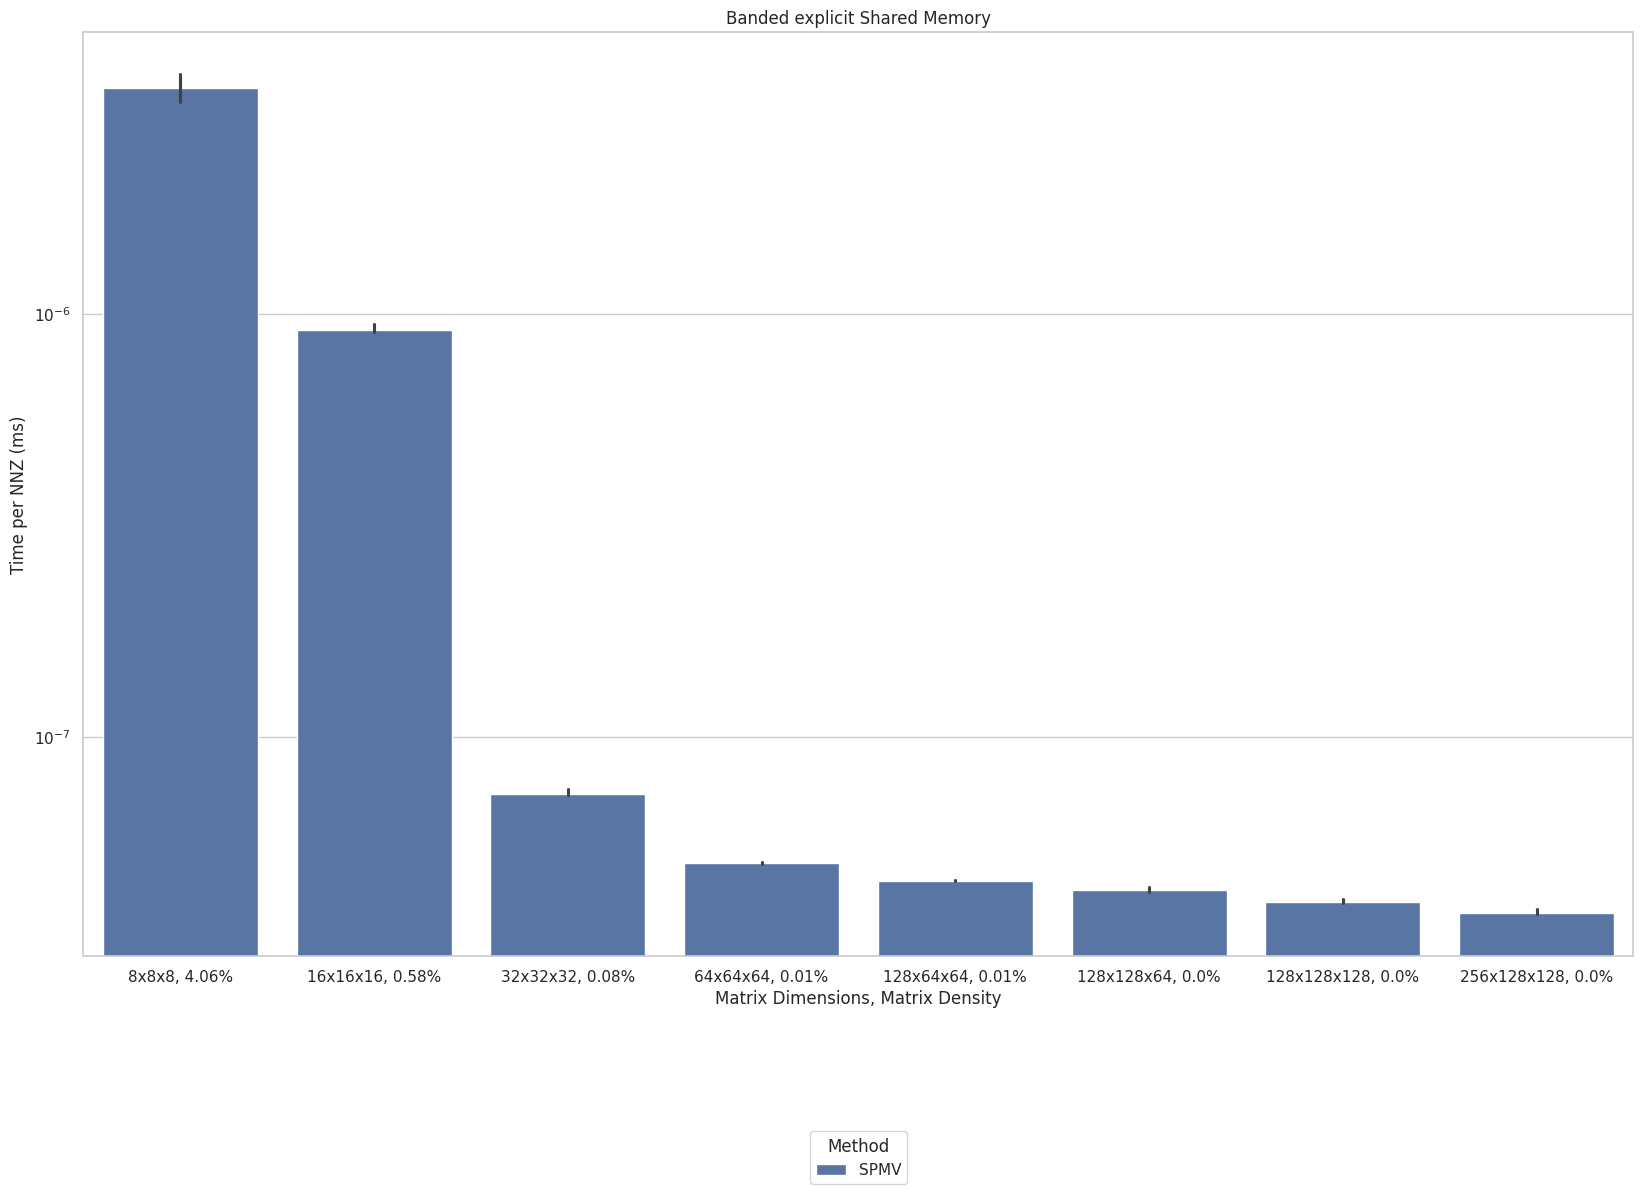 Banded explicit Shared Memory
Time per NNZ (ms)
10⁻⁶
10⁻⁷
8x8x8, 4.06% 16x16x16, 0.58% 32x32x32, 0.08% 64x64x64, 0.01% 128x64x64, 0.01% 128x128x64, 0.0% 128x128x128, 0.0% 256x128x128, 0.0%
Matrix Dimensions, Matrix Density
Method
SPMV